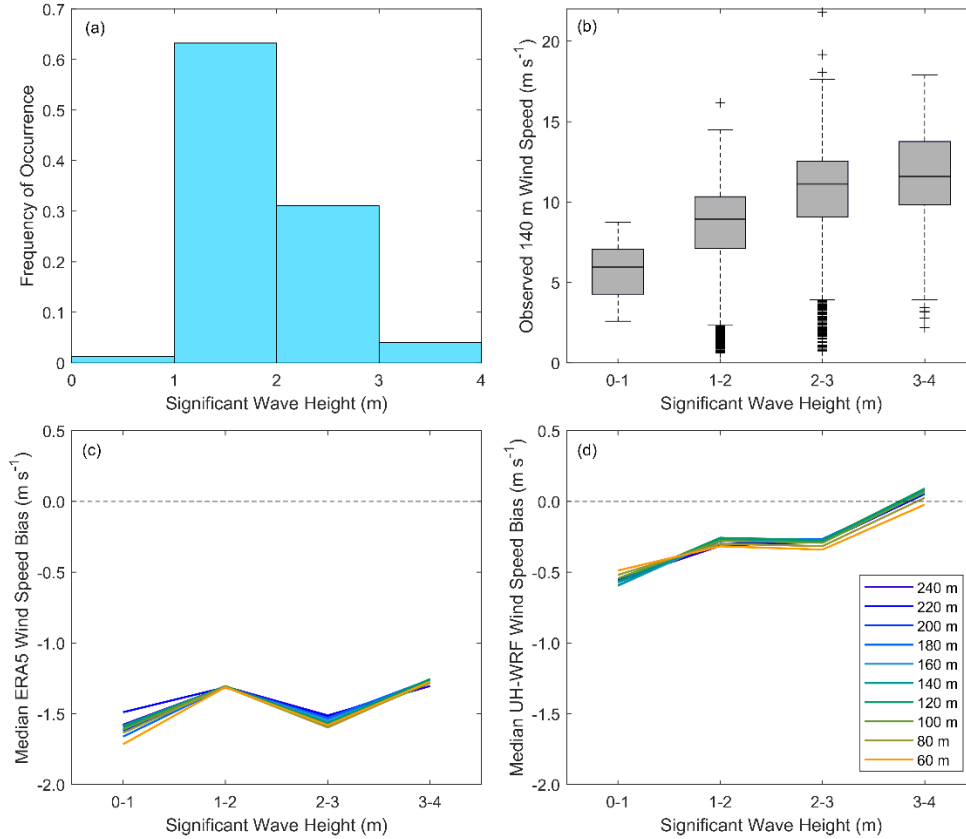 (a)
0.7
0.6
0.5
0.4
0.3
0.2
0.1
0
Frequency of Occurrence
0 1 2 3 4
Significant Wave Height (m)
(b)
20
15
10
5
0
Observed 140 m Wind Speed (m s⁻¹)
0-1 1-2 2-3 3-4
Significant Wave Height (m)
(c)
0.5
0.0
-0.5
-1.0
-1.5
-2.0
Median ERA5 Wind Speed Bias (m s⁻¹)
0-1 1-2 2-3 3-4
Significant Wave Height (m)
(d)
0.5
0.0
-0.5
-1.0
-1.5
-2.0
Median UH-WRF Wind Speed Bias (m s⁻¹)
240 m
220 m
200 m
180 m
160 m
140 m
120 m
100 m
80 m
60 m
0-1 1-2 2-3 3-4
Significant Wave Height (m)